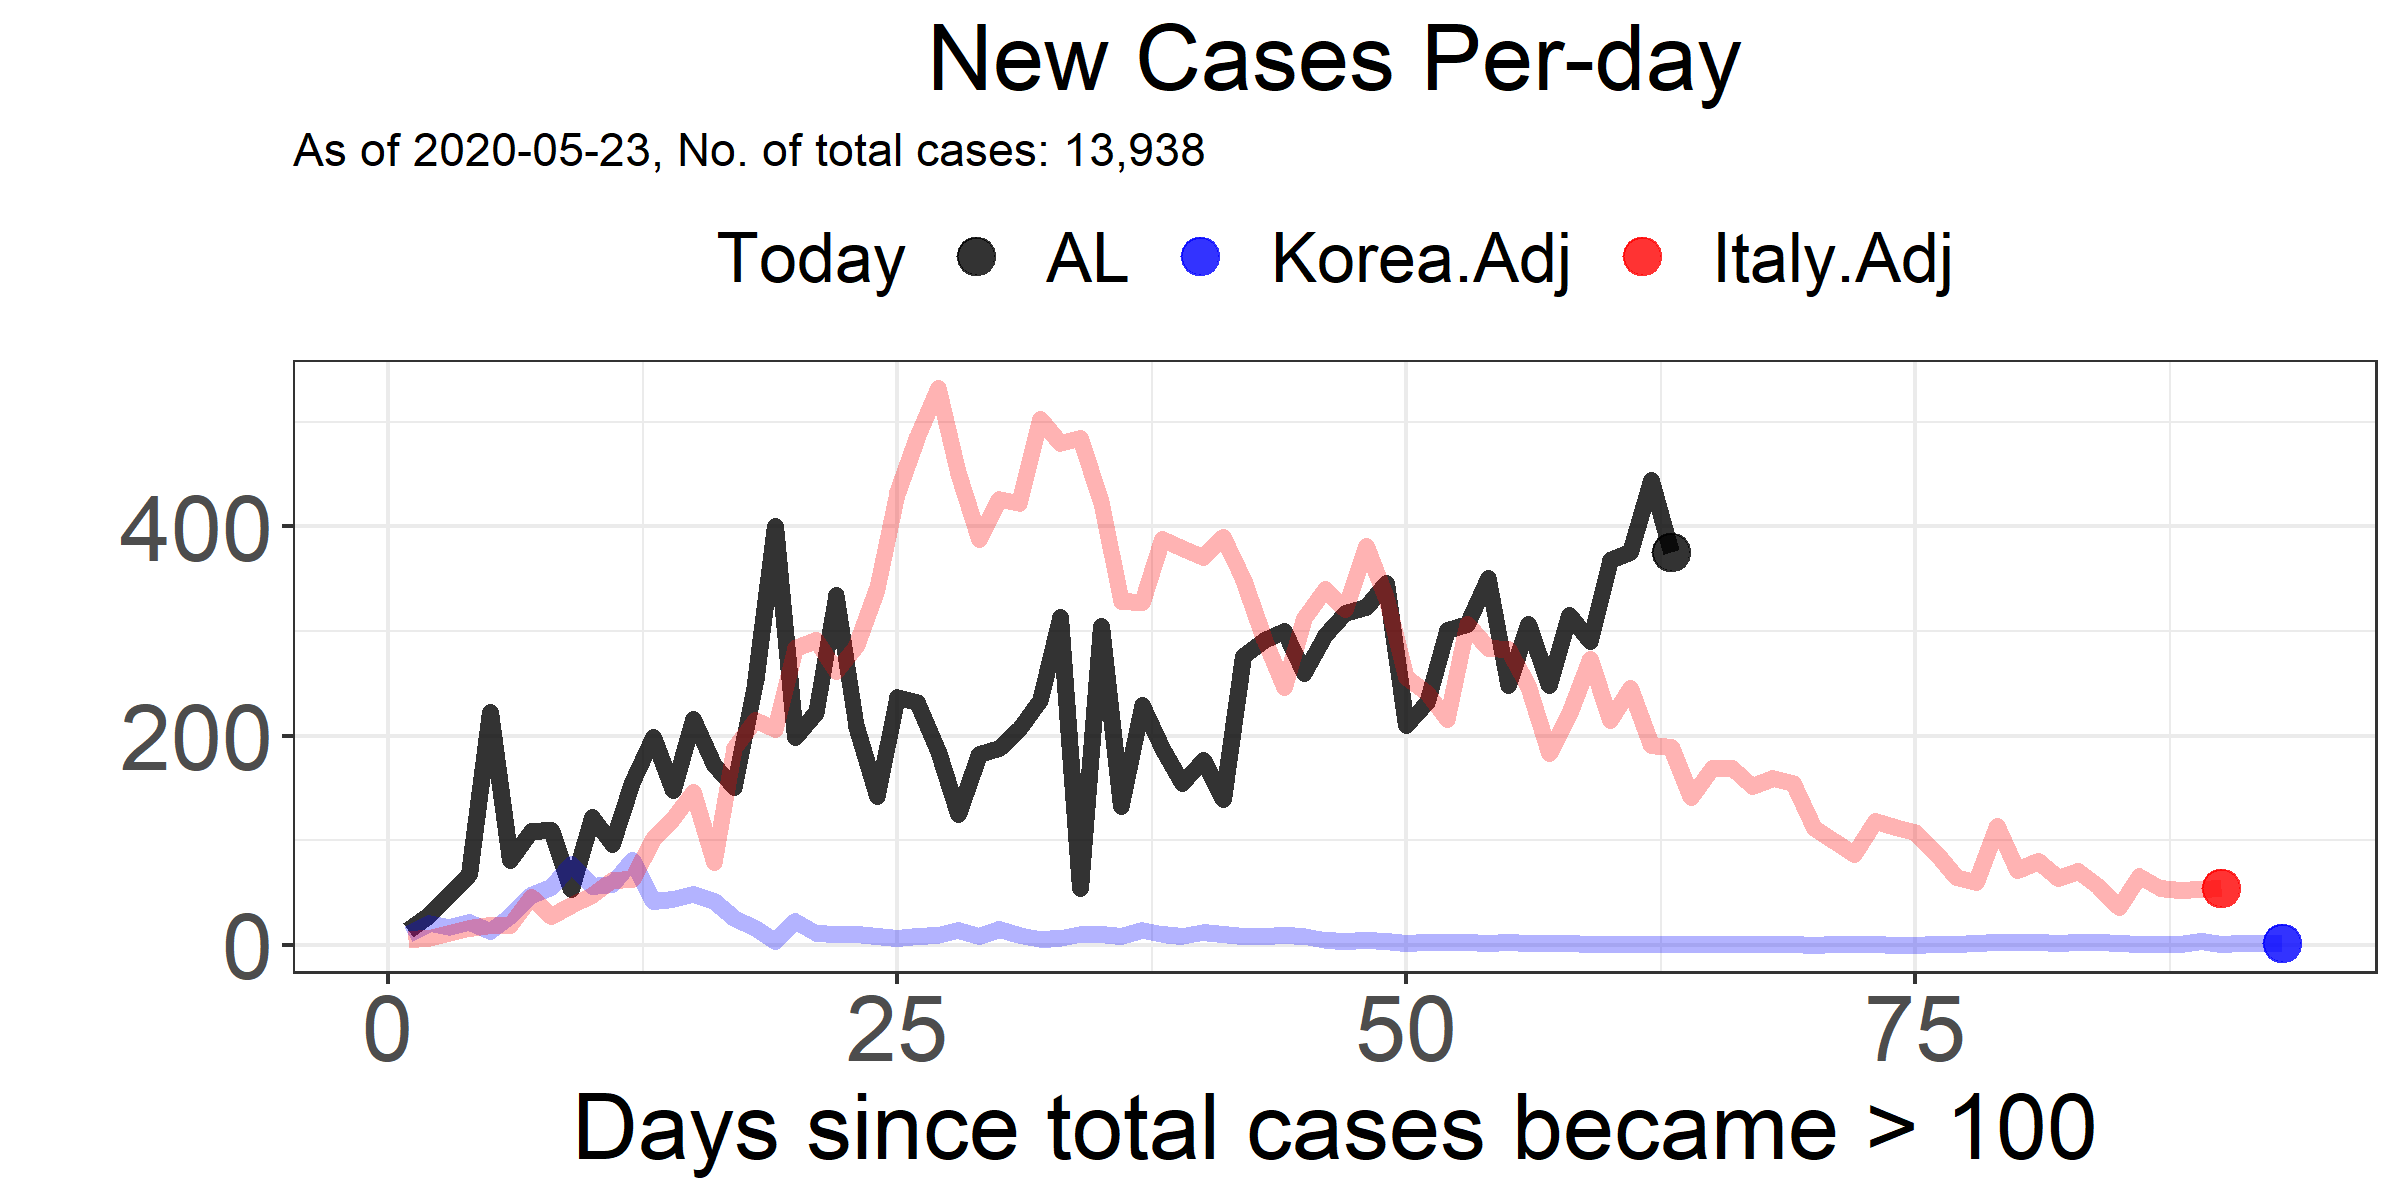 New Cases Per-day
As of 2020-05-23, No. of total cases: 13,938
Today AL Korea.Adj Italy.Adj
400
200
0
0 25 50 75
Days since total cases became > 100